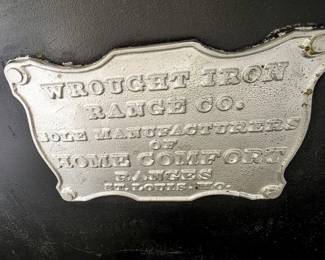 WROUGHT IRON
RANGE CO.
SOLE MANUFACTURERS
OF
HOME COMFORT
RANGES
ST. LOUIS. MO.